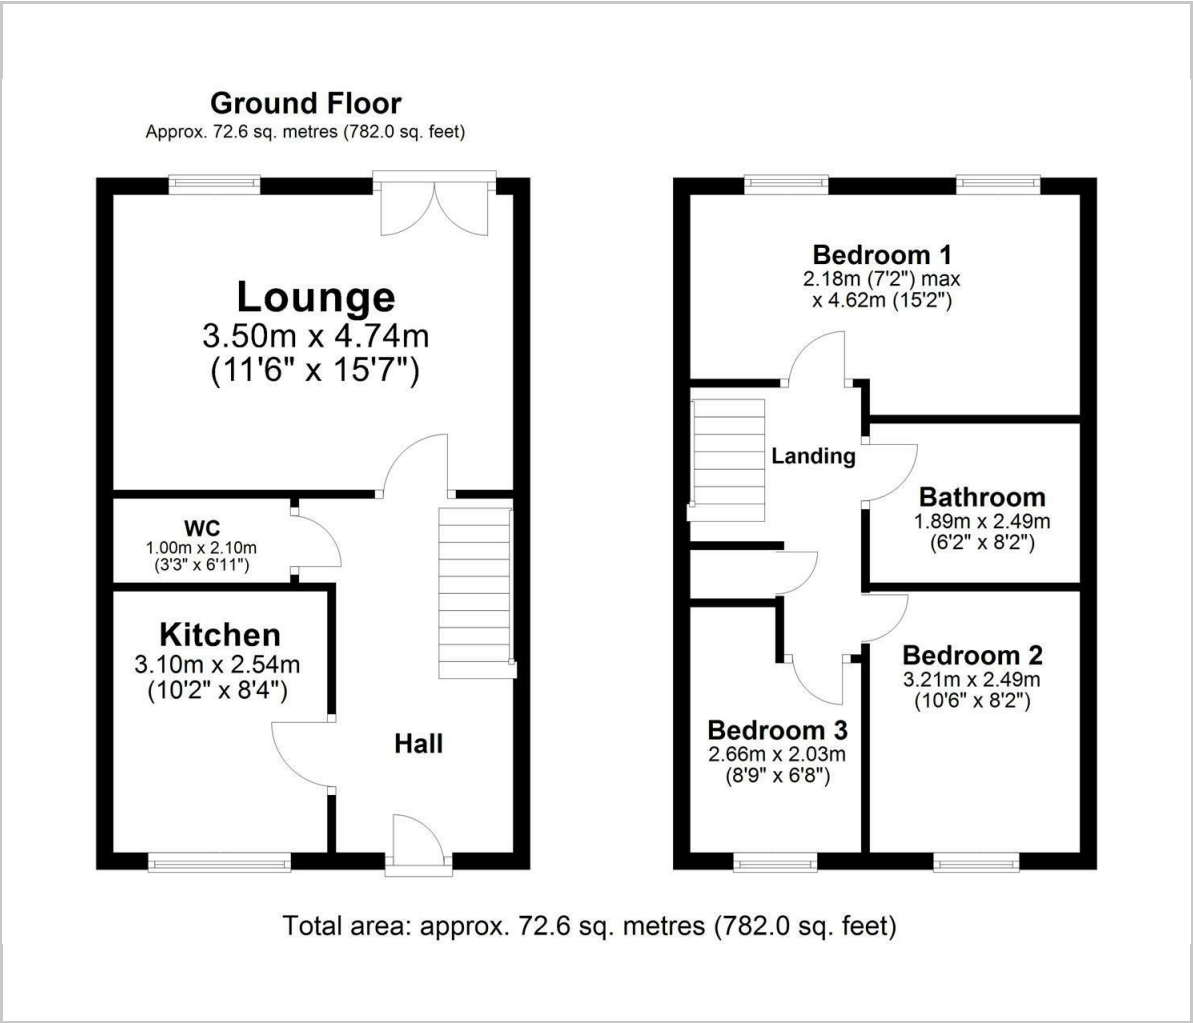 Ground Floor
Approx. 72.6 sq. metres (782.0 sq. feet)
Lounge
3.50m x 4.74m
(11'6" x 15'7")
WC
1.00m x 2.10m
(3'3" x 6'11")
Kitchen
3.10m x 2.54m
(10'2" x 8'4")
Hall
Bedroom 1
2.18m (7'2") max
x 4.62m (15'2")
Landing
Bathroom
1.89m x 2.49m
(6'2" x 8'2")
Bedroom 2
3.21m x 2.49m
(10'6" x 8'2")
Bedroom 3
2.66m x 2.03m
(8'9" x 6'8")
Total area: approx. 72.6 sq. metres (782.0 sq. feet)